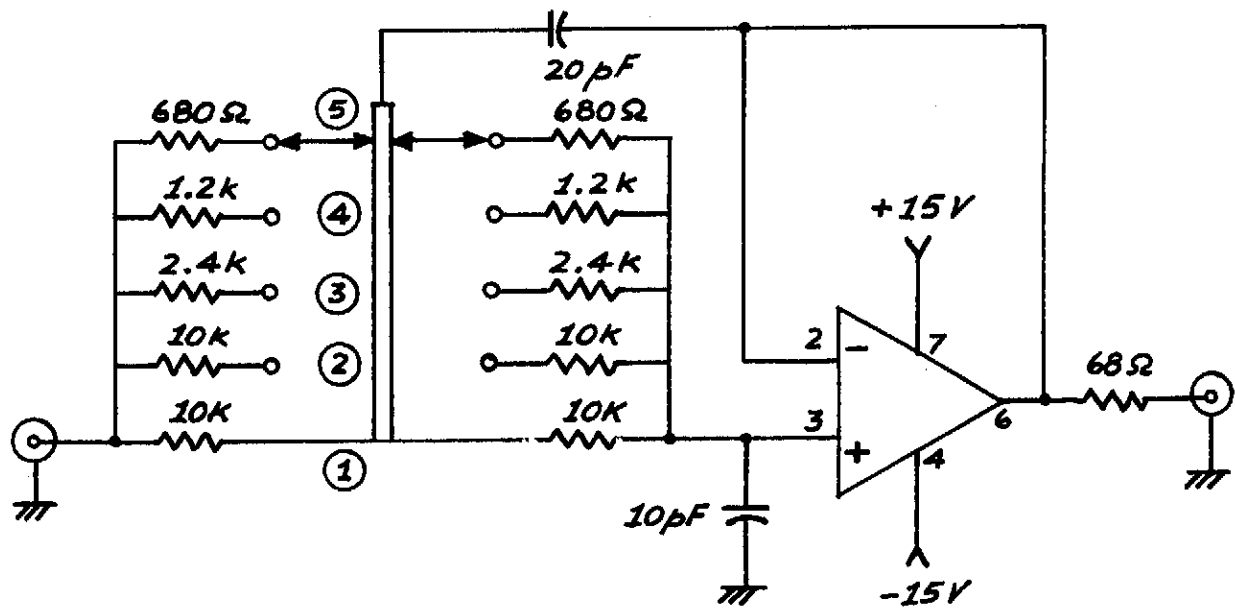 20pF
680Ω
⑤
680Ω
1.2k
④
1.2k
+15V
2.4k
③
2.4k
10k
②
10k
2
-
7
68Ω
10K
10K
3
+
6
4
①
10pF
-15V